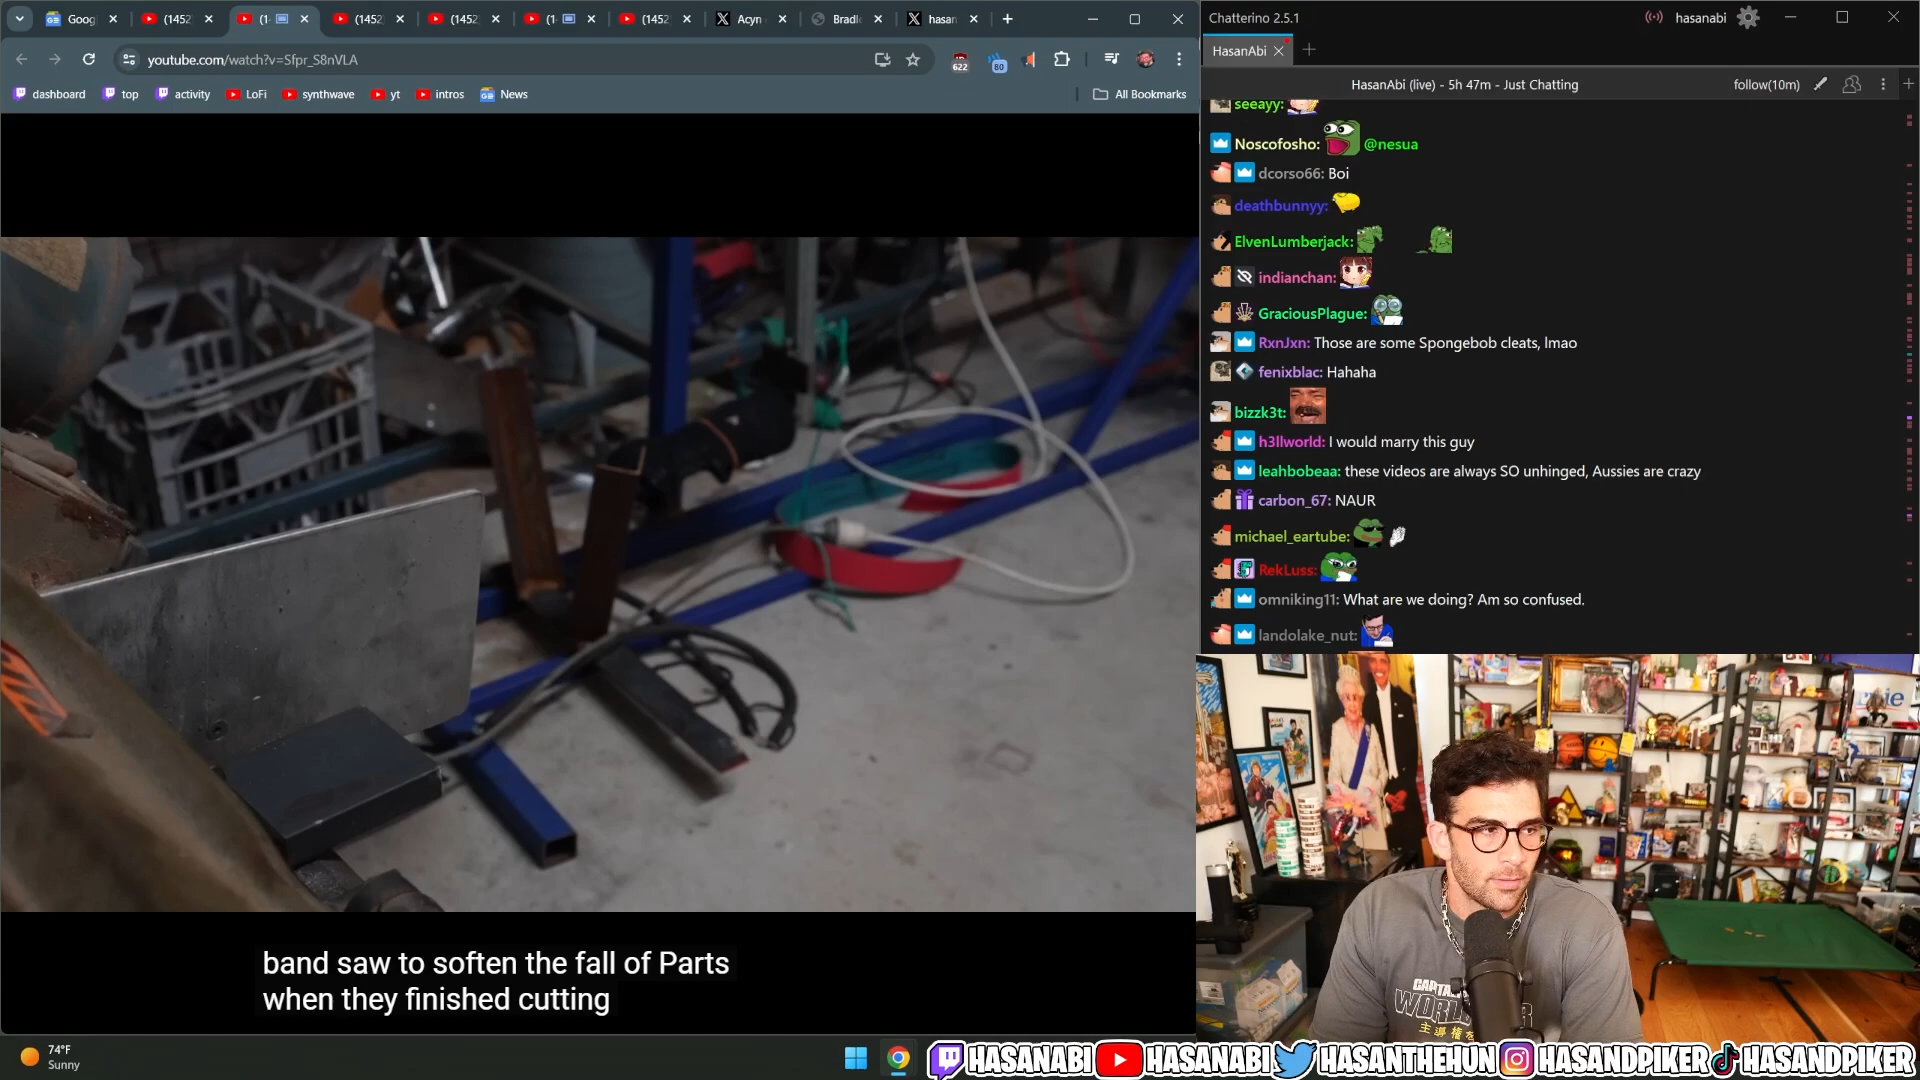 Goog
(1452
(1·
(1452
(1452
(1·
(1452
Acyn
Bradl
hasan
youtube.com/watch?v=Sfpr_S8nVLA
622
80
dashboard
top
activity
LoFi
synthwave
yt
intros
News
All Bookmarks
band saw to soften the fall of Parts
when they finished cutting
74°F
Sunny
Chatterino 2.5.1
hasanabi
HasanAbi
HasanAbi (live) - 5h 47m - Just Chatting
follow(10m)
seeayy:
Noscofosho: @nesua
dcorso66: Boi
deathbunnyy:
ElvenLumberjack:
indianchan:
GraciousPlague:
RxnJxn: Those are some Spongebob cleats, lmao
fenixblac: Hahaha
bizzk3t:
h3llworld: I would marry this guy
leahbobeaa: these videos are always SO unhinged, Aussies are crazy
carbon_67: NAUR
michael_eartube:
RekLuss:
omniking11: What are we doing? Am so confused.
landolake_nut:
HASANABI HASANABI HASANTHEHUN HASANDPIKER HASANDPIKER